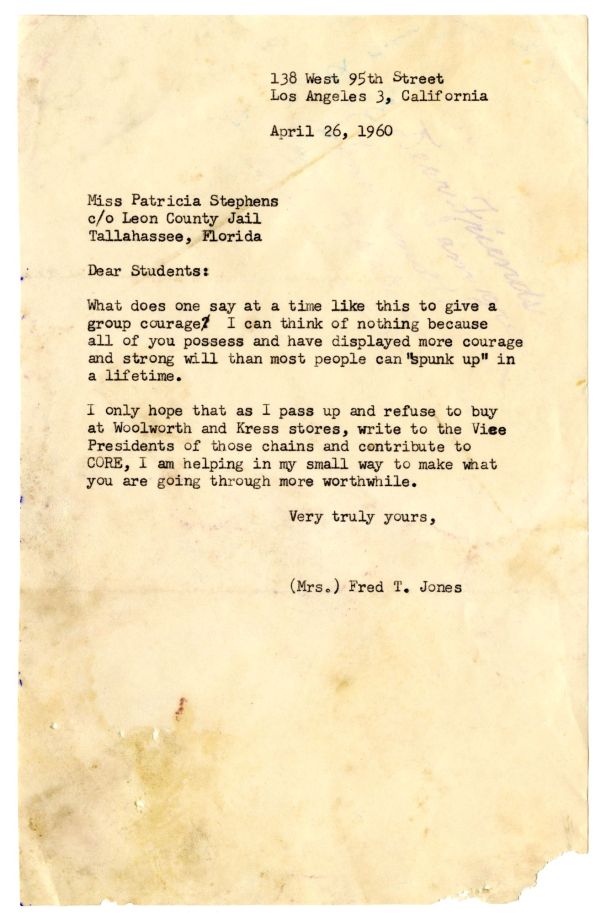 138 West 95th Street
Los Angeles 3, California
April 26, 1960
Miss Patricia Stephens
c/o Leon County Jail
Tallahassee, Florida
Dear Students:
What does one say at a time like this to give a
group courage? I can think of nothing because
all of you possess and have displayed more courage
and strong will than most people can "spunk up" in
a lifetime.
I only hope that as I pass up and refuse to buy
at Woolworth and Kress stores, write to the Vice
Presidents of those chains and contribute to
CORE, I am helping in my small way to make what
you are going through more worthwhile.
Very truly yours,
(Mrs.) Fred T. Jones
Friends